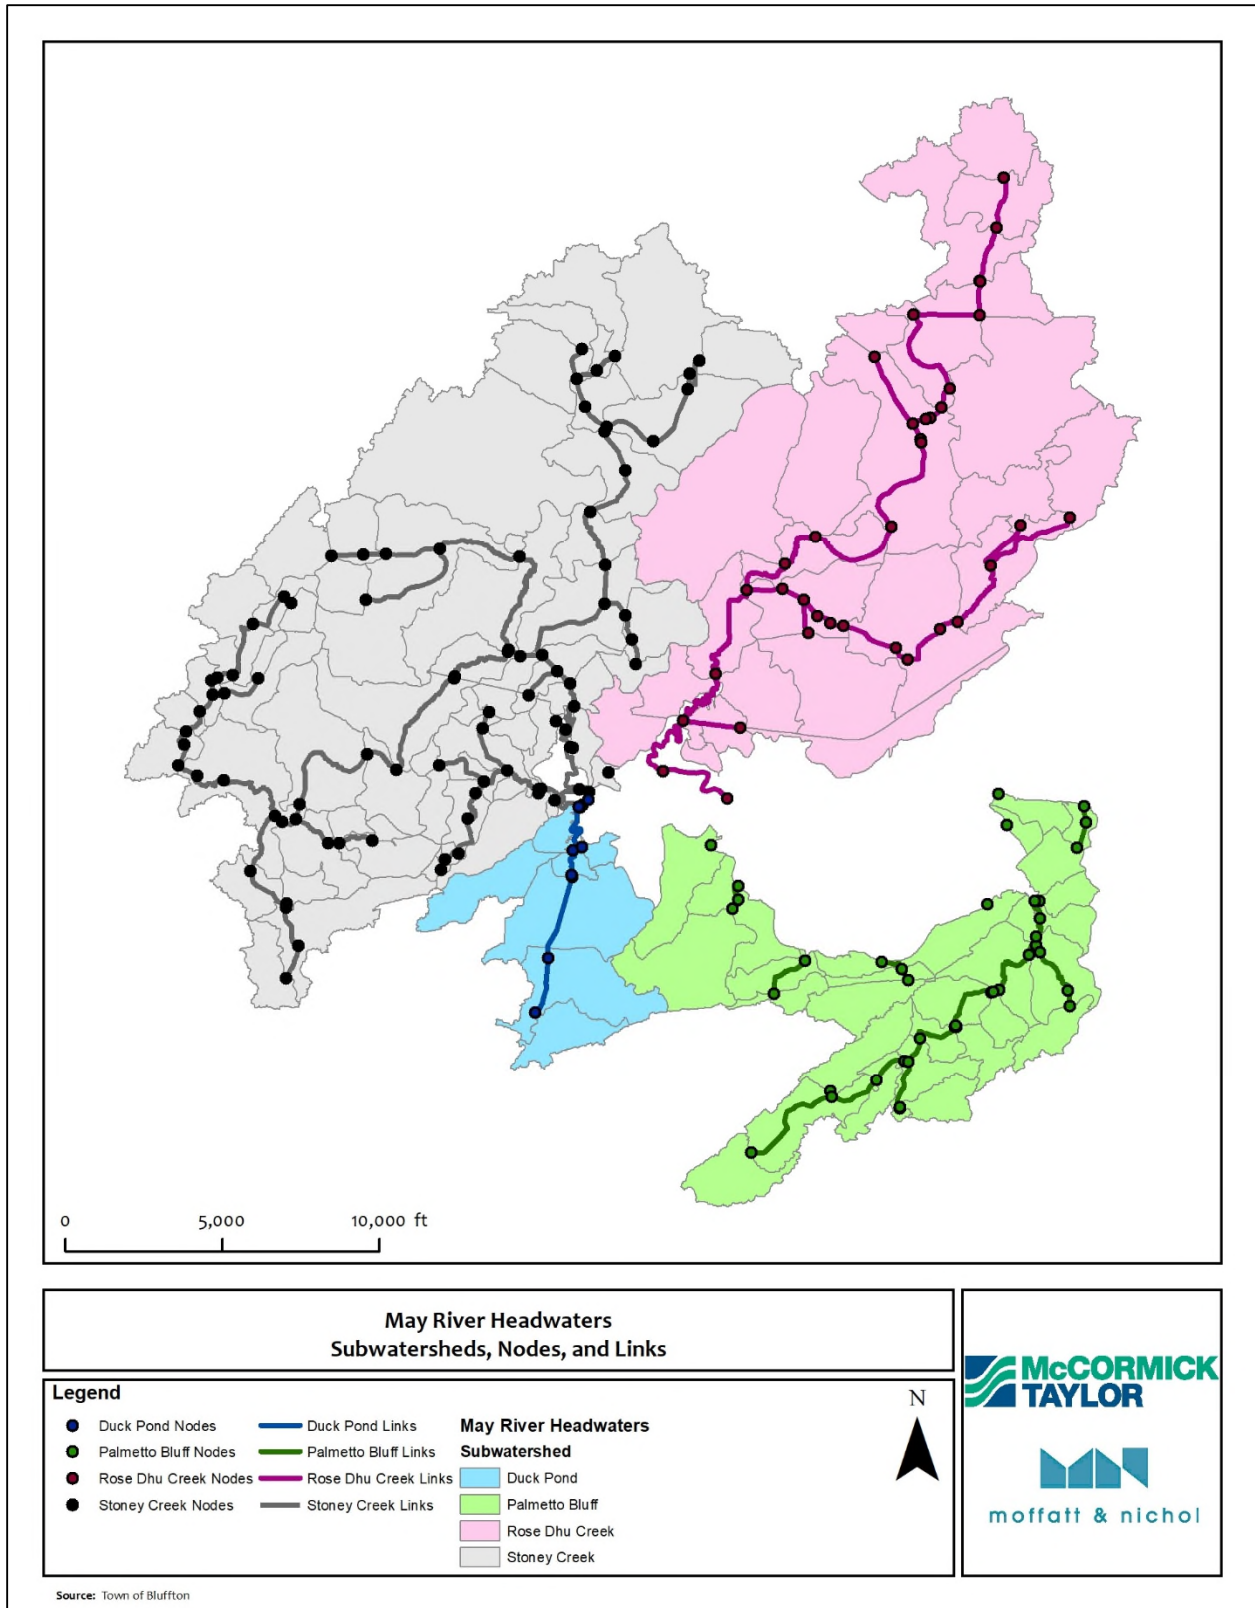 0 5,000 10,000 ft
May River Headwaters
Subwatersheds, Nodes, and Links
Legend
Duck Pond Nodes
Palmetto Bluff Nodes
Rose Dhu Creek Nodes
Stoney Creek Nodes
Duck Pond Links
Palmetto Bluff Links
Rose Dhu Creek Links
Stoney Creek Links
May River Headwaters
Subwatershed
Duck Pond
Palmetto Bluff
Rose Dhu Creek
Stoney Creek
N
McCORMICK
TAYLOR
moffatt & nichol
Source: Town of Bluffton